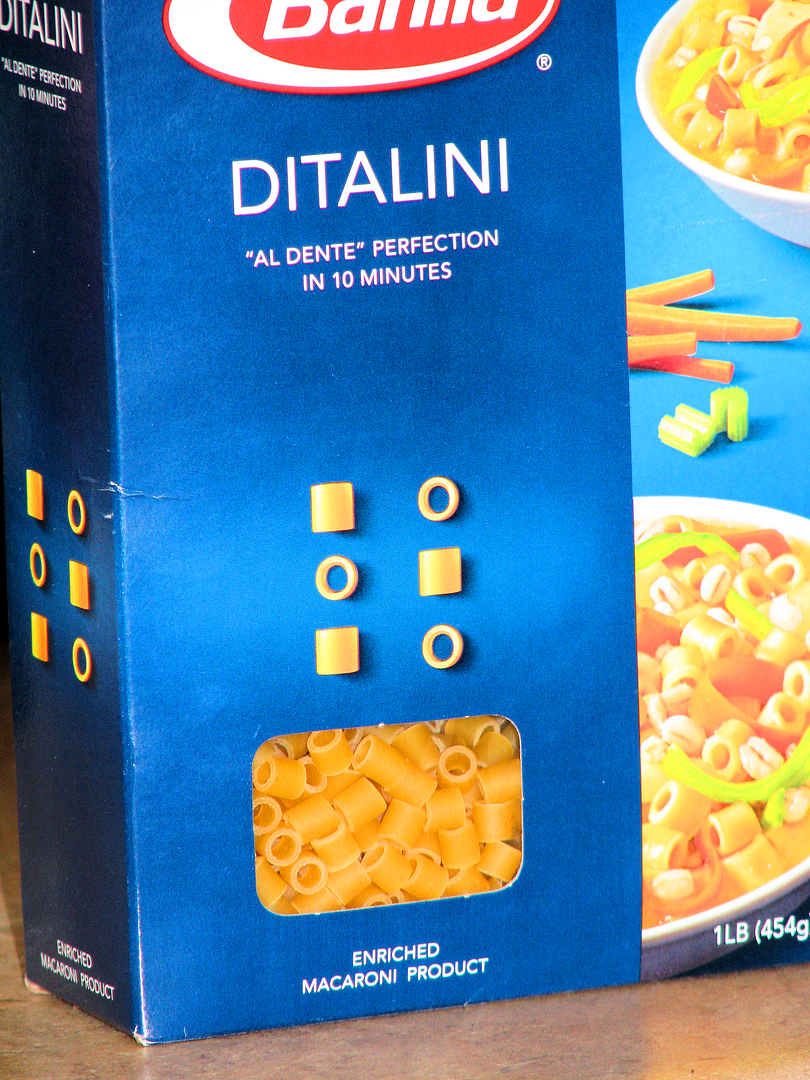 DITALINI
"AL DENTE" PERFECTION
IN 10 MINUTES
Barilla
®
DITALINI
"AL DENTE" PERFECTION
IN 10 MINUTES
ENRICHED
MACARONI PRODUCT
ENRICHED
MACARONI PRODUCT
1LB (454g